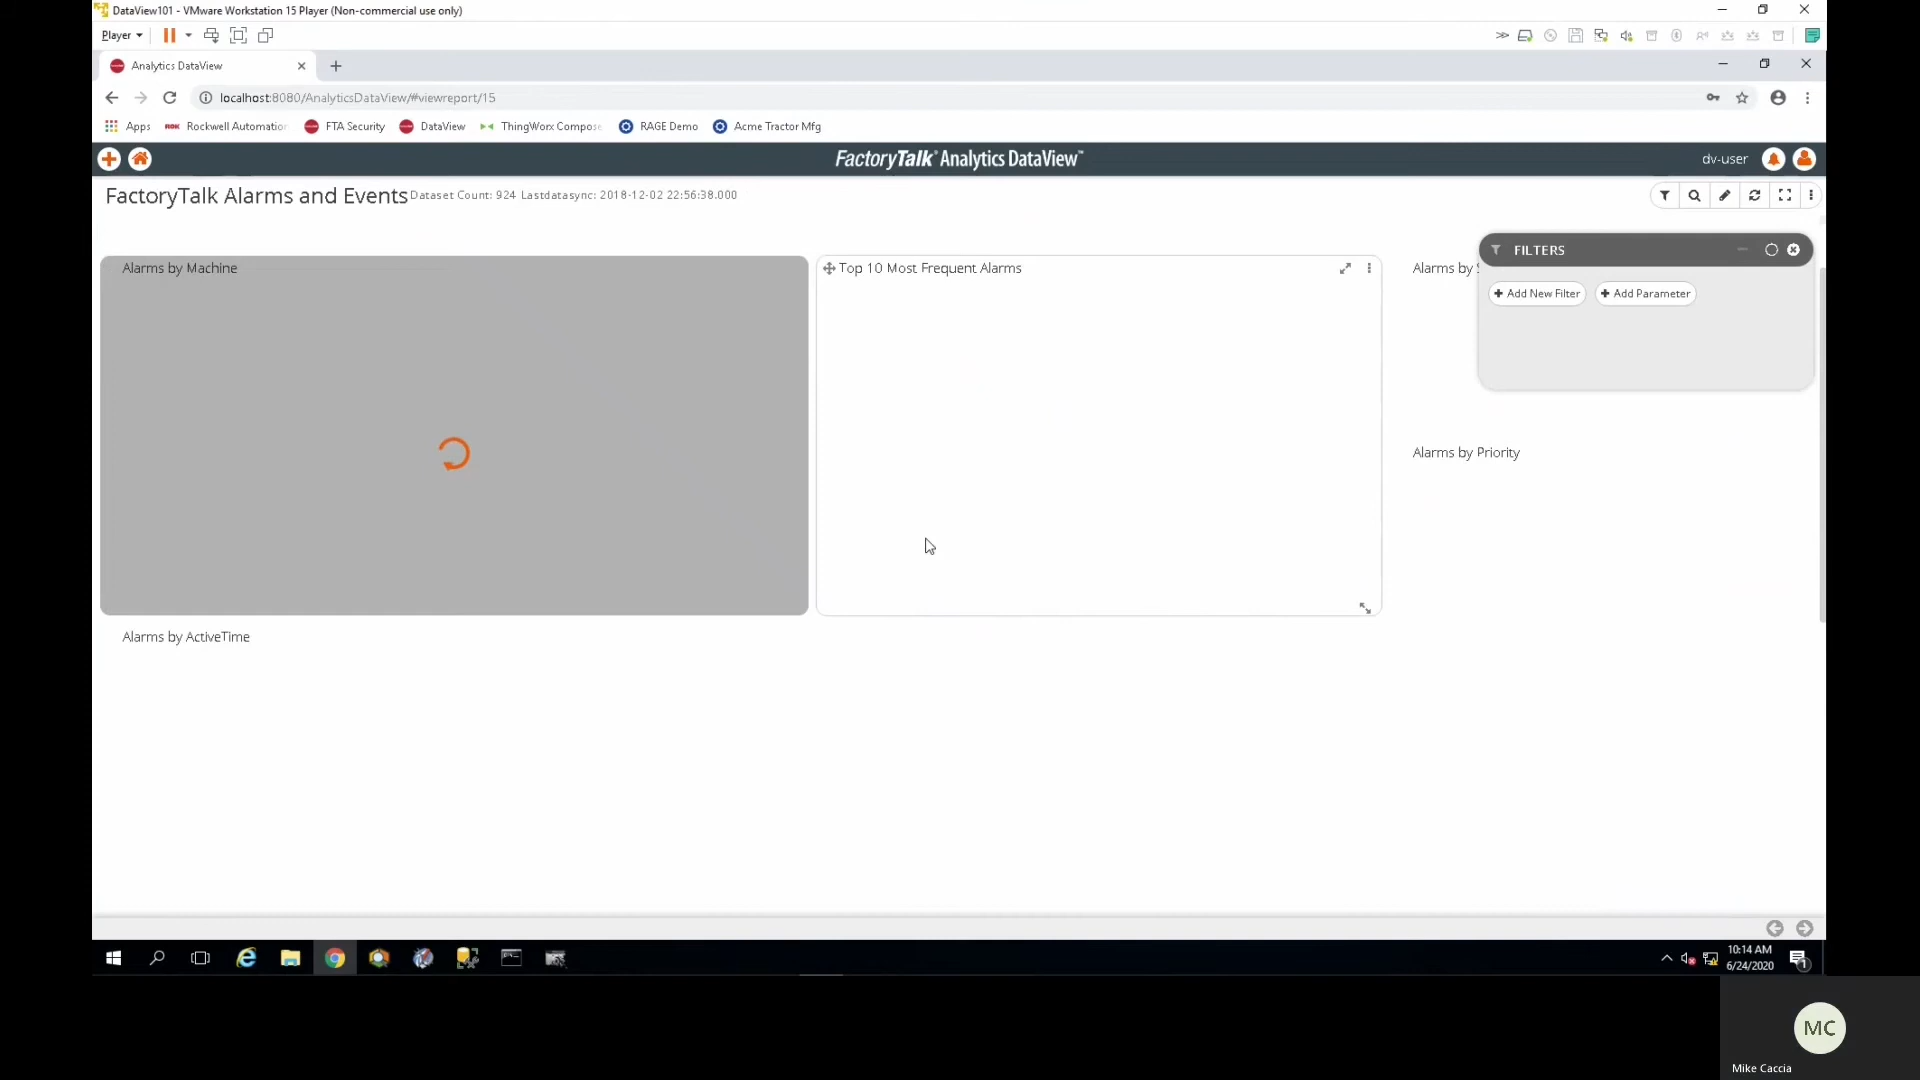 DataView101 - VMware Workstation 15 Player (Non-commercial use only)
Player
Analytics DataView
localhost:8080/AnalyticsDataView/#viewreport/15
Apps
Rockwell Automation
FTA Security
DataView
ThingWorx Compos
RAGE Demo
Acme Tractor Mfg
FactoryTalk® Analytics DataView™
dv-user
FactoryTalk Alarms and Events Dataset Count: 924 Lastdatasync: 2018-12-02 22:56:38.000
Alarms by Machine
Top 10 Most Frequent Alarms
Alarms by
FILTERS
Add New Filter
Add Parameter
Alarms by Priority
Alarms by ActiveTime
10:14 AM
6/24/2020
1
MC
Mike Caccia